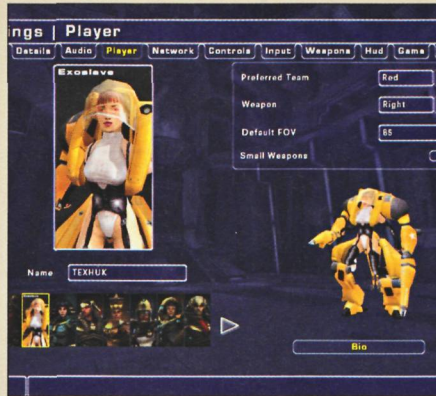 ings | Player
Details Audio Player Network Controls Input Weapons Hud Game
Exoslave
Preferred Team Red
Weapon Right
Default FOV 85
Small Weapons
Name TEXHUK
Bio